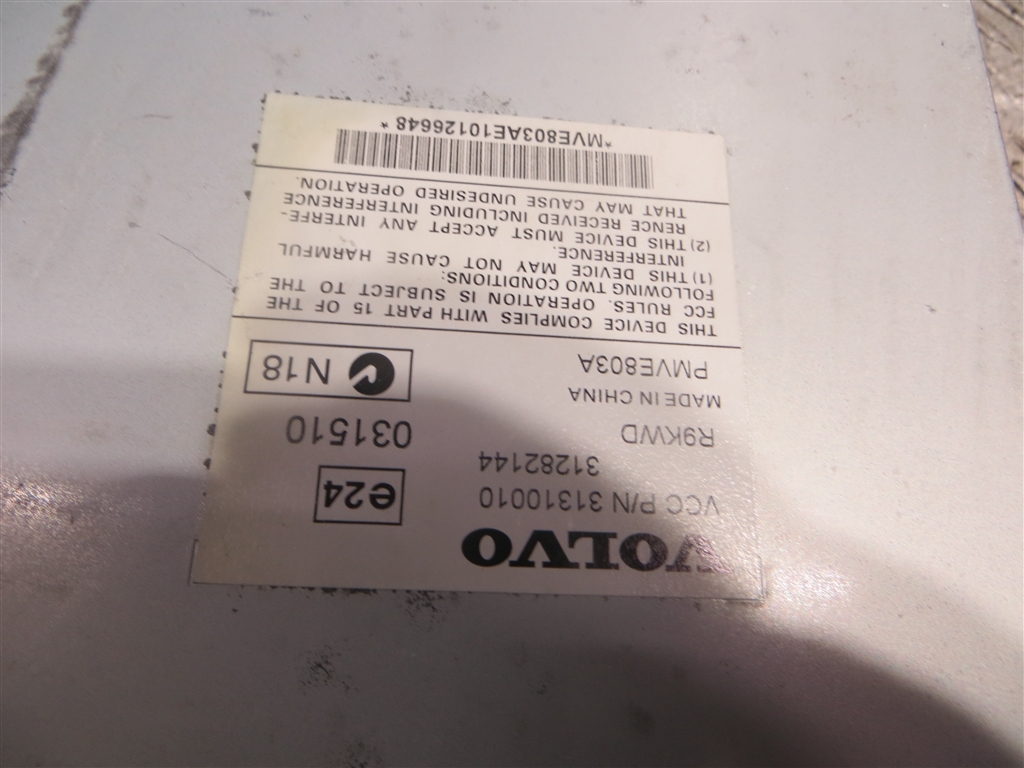 VOLVO
VCC P/N 31310010
31282144
e24
R9KWD
031510
MADE IN CHINA
PMVE803A
N18
THIS DEVICE COMPLIES WITH PART 15 OF THE
FCC RULES. OPERATION IS SUBJECT TO THE
FOLLOWING TWO CONDITIONS:
(1) THIS DEVICE MAY NOT CAUSE HARMFUL
INTERFERENCE.
(2) THIS DEVICE MUST ACCEPT ANY INTERFE-
RENCE RECEIVED INCLUDING INTERFERENCE
THAT MAY CAUSE UNDESIRED OPERATION.
*MVE803AE10126648*